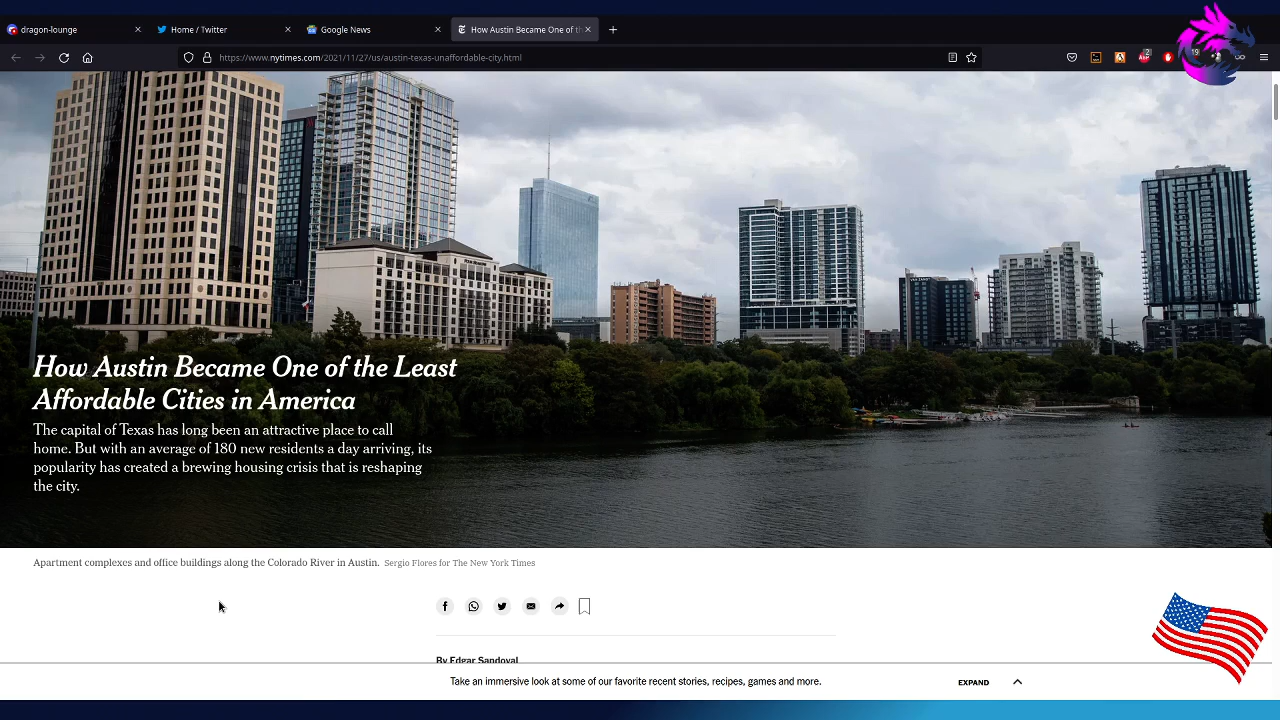 dragon-lounge
Home / Twitter
Google News
How Austin Became One of th
https://www.nytimes.com/2021/11/27/us/austin-texas-unaffordable-city.html
2
19
How Austin Became One of the Least
Affordable Cities in America
The capital of Texas has long been an attractive place to call
home. But with an average of 180 new residents a day arriving, its
popularity has created a brewing housing crisis that is reshaping
the city.
Apartment complexes and office buildings along the Colorado River in Austin. Sergio Flores for The New York Times
By Edgar Sandoval
Take an immersive look at some of our favorite recent stories, recipes, games and more.
EXPAND